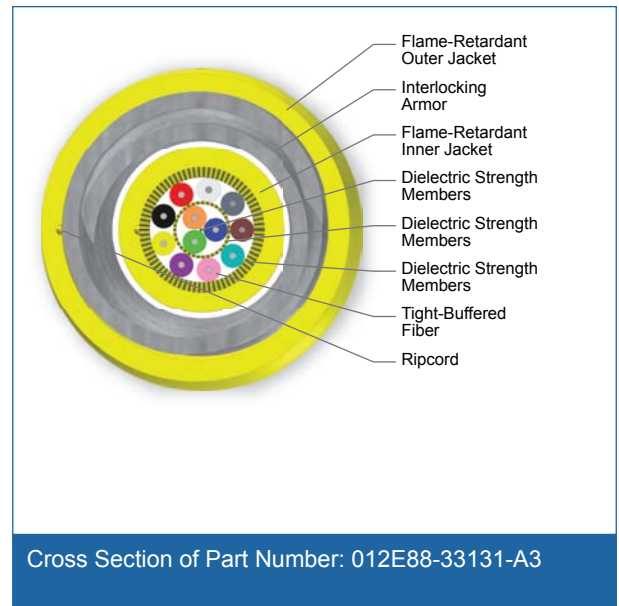 Flame-Retardant
Outer Jacket
Interlocking
Armor
Flame-Retardant
Inner Jacket
Dielectric Strength
Members
Dielectric Strength
Members
Dielectric Strength
Members
Tight-Buffered
Fiber
Ripcord
Cross Section of Part Number: 012E88-33131-A3